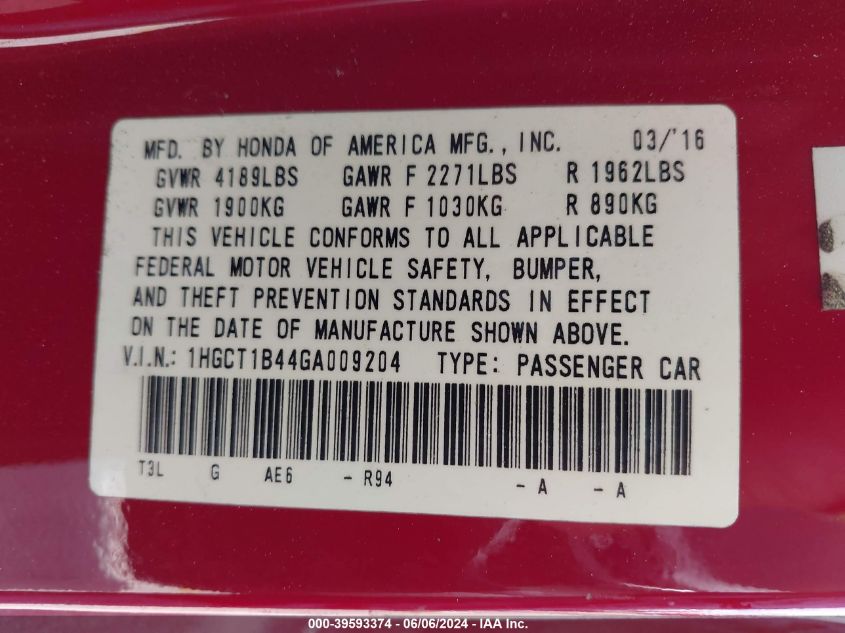 MFD. BY HONDA OF AMERICA MFG., INC. 03/'16
GVWR 4189LBS GAWR F 2271LBS R 1962LBS
GVWR 1900KG GAWR F 1030KG R 890KG
THIS VEHICLE CONFORMS TO ALL APPLICABLE
FEDERAL MOTOR VEHICLE SAFETY, BUMPER,
AND THEFT PREVENTION STANDARDS IN EFFECT
ON THE DATE OF MANUFACTURE SHOWN ABOVE.
V.I.N.: 1HGCT1B44GA009204 TYPE: PASSENGER CAR
T3L G AE6 - R94 - A - A
000-39593374 - 06/06/2024 - IAA Inc.